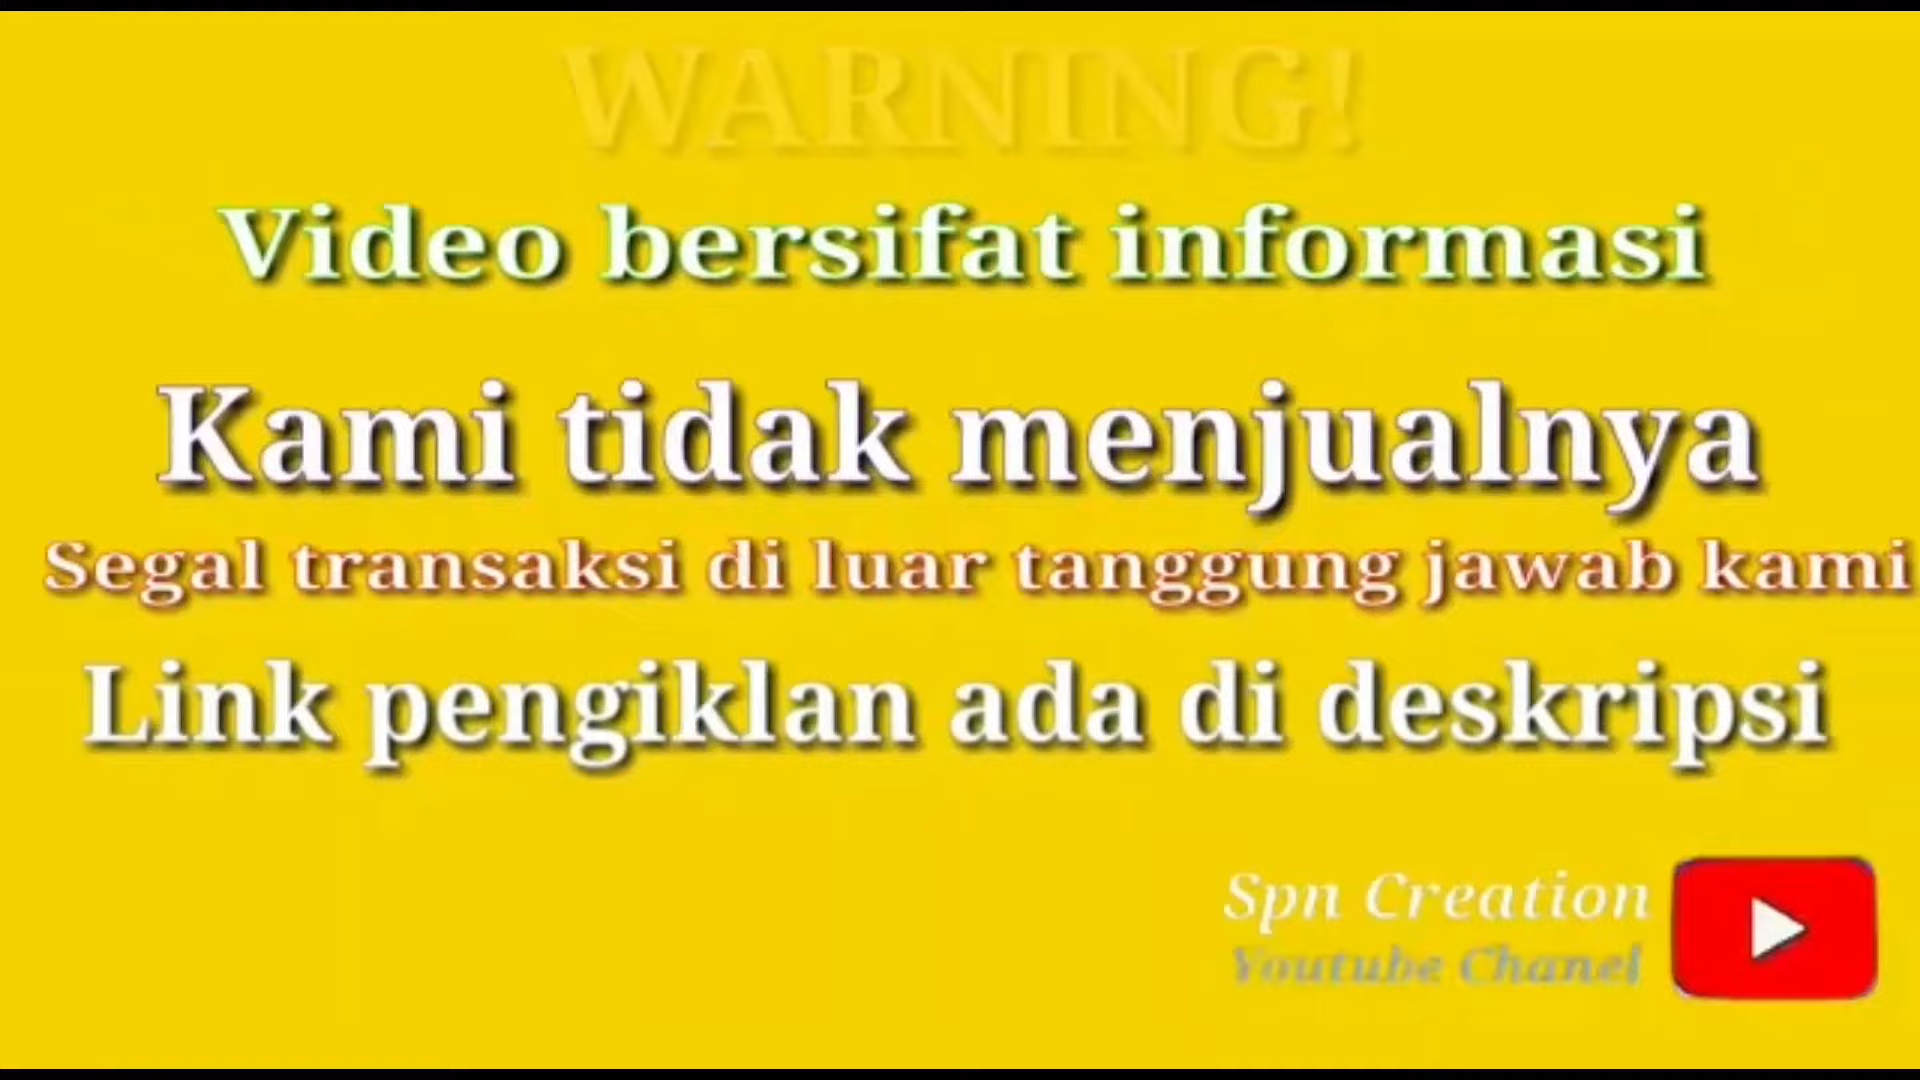 WARNING!
Video bersifat informasi
Kami tidak menjualnya
Segal transaksi di luar tanggung jawab kami
Link pengiklan ada di deskripsi
Spn Creation
Youtube Chanel